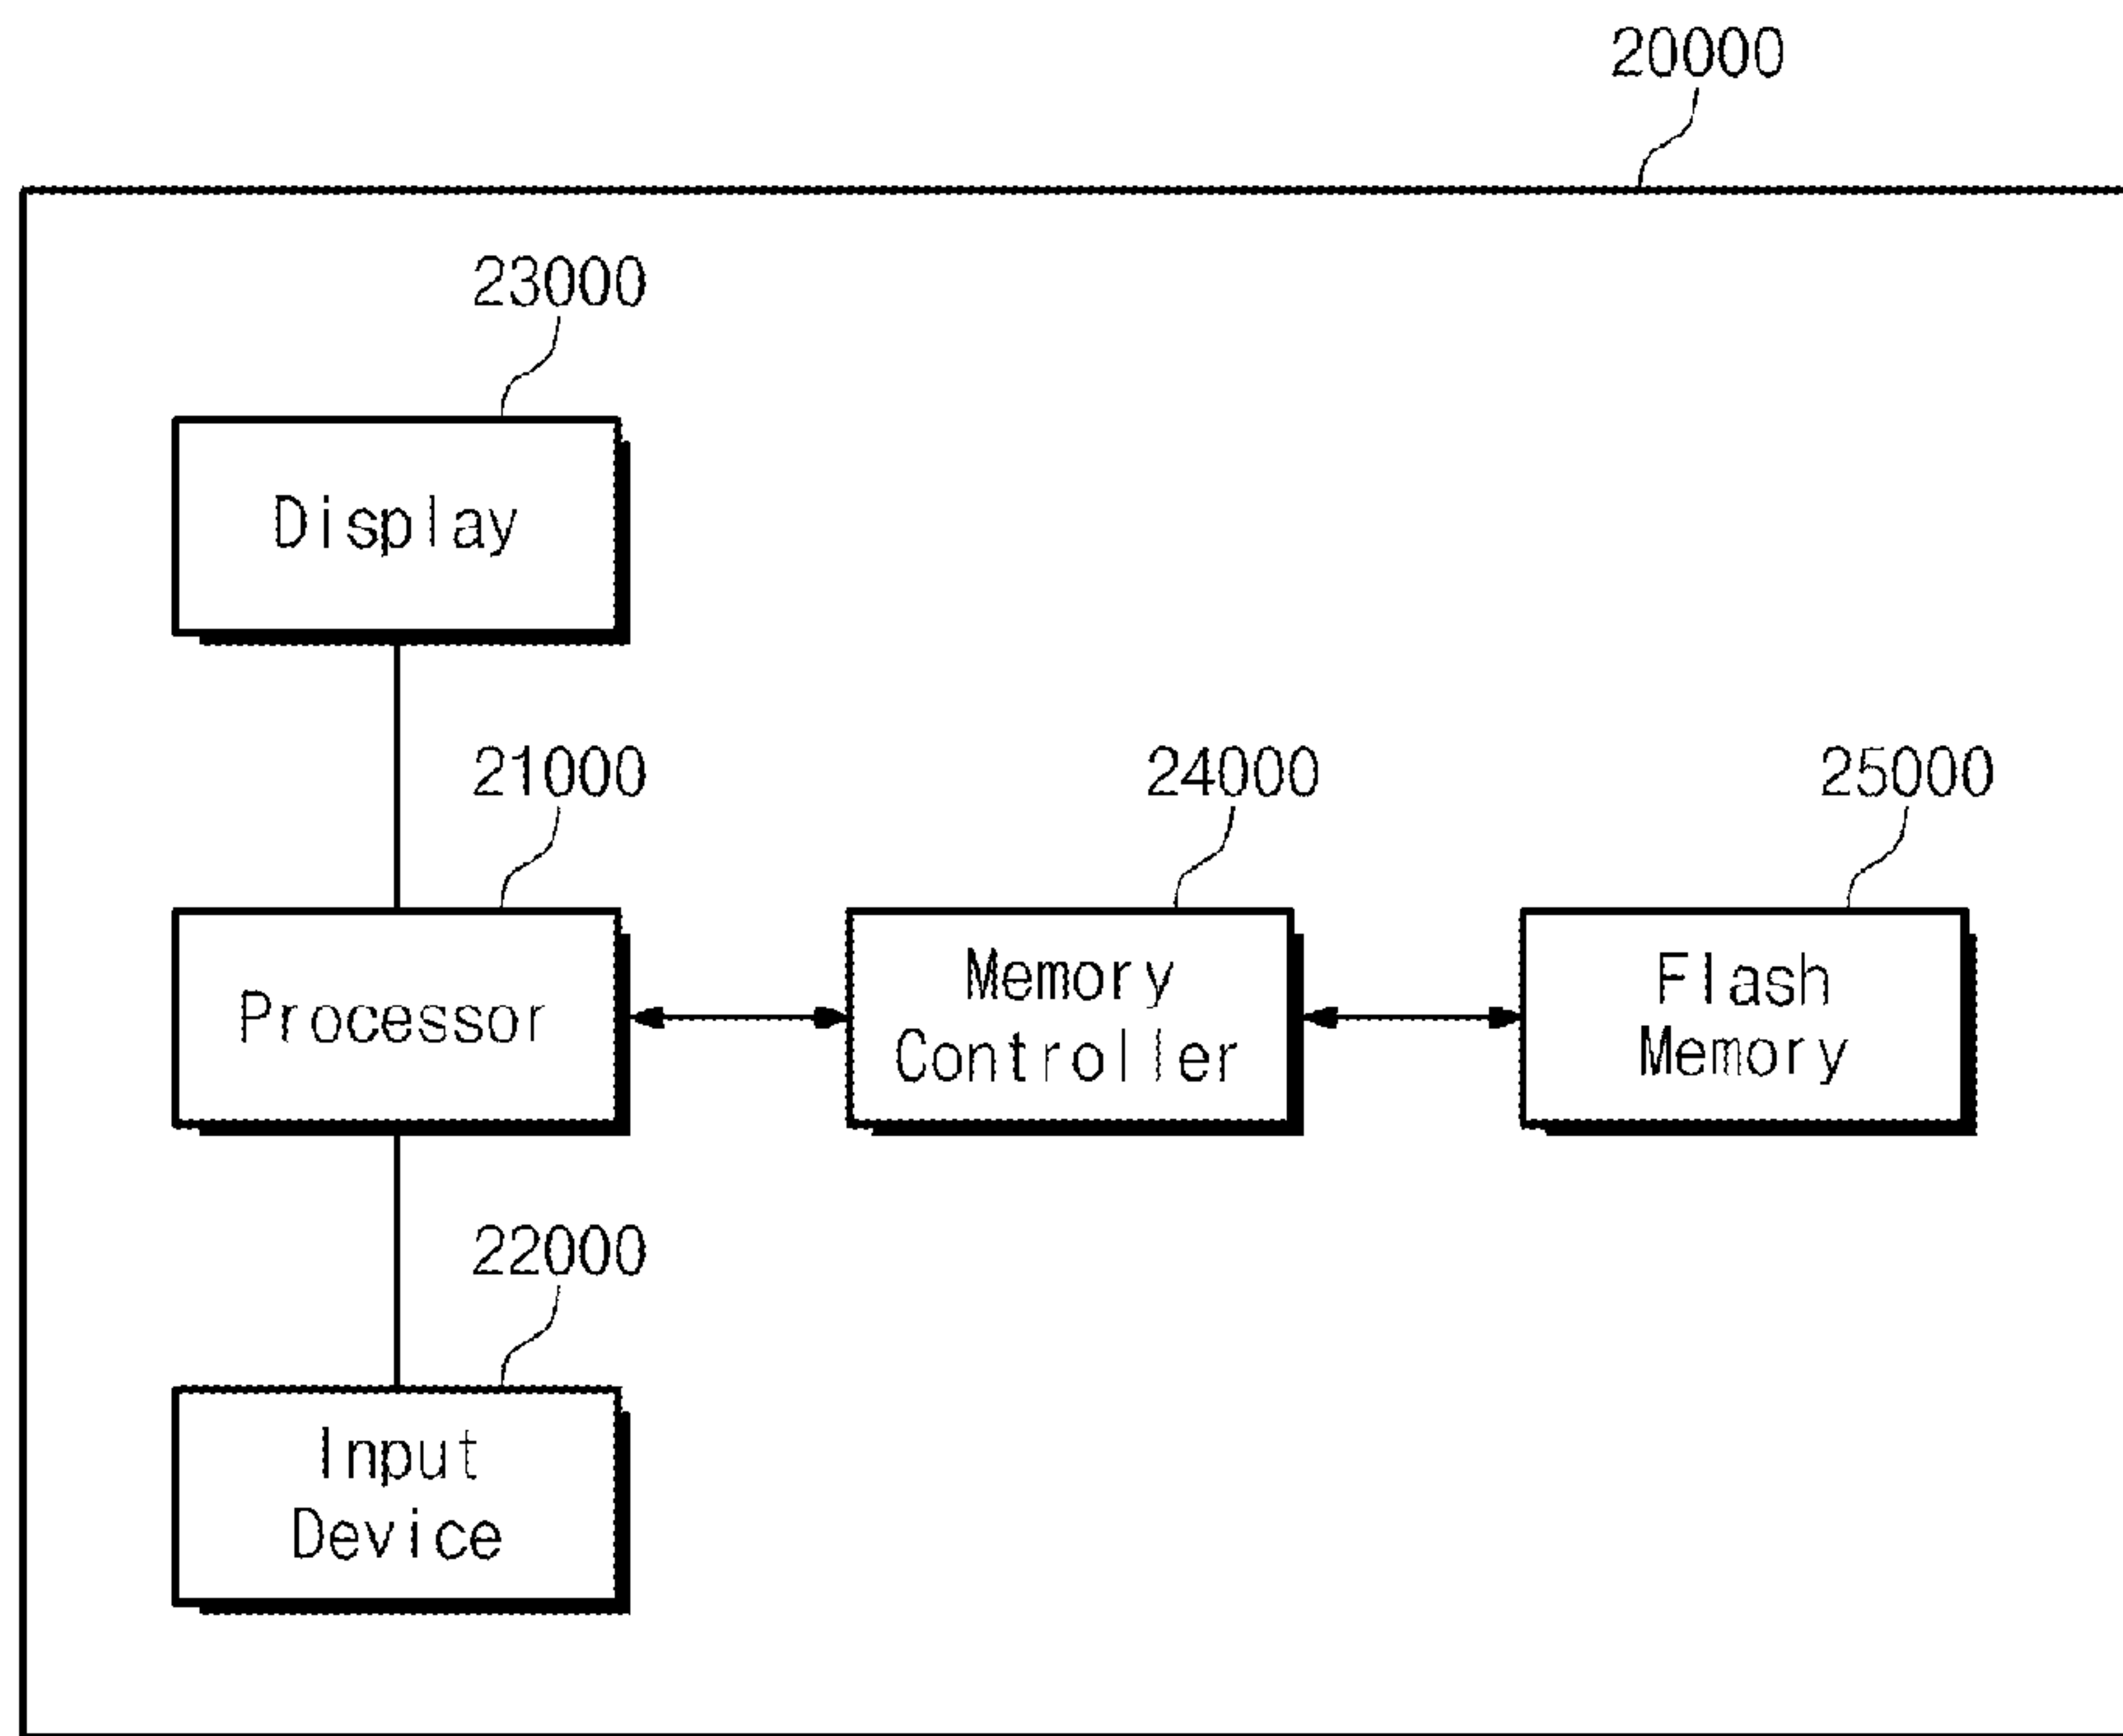 20000
23000
Display
21000
24000
25000
Processor
Memory
Controller
Flash
Memory
22000
Input
Device